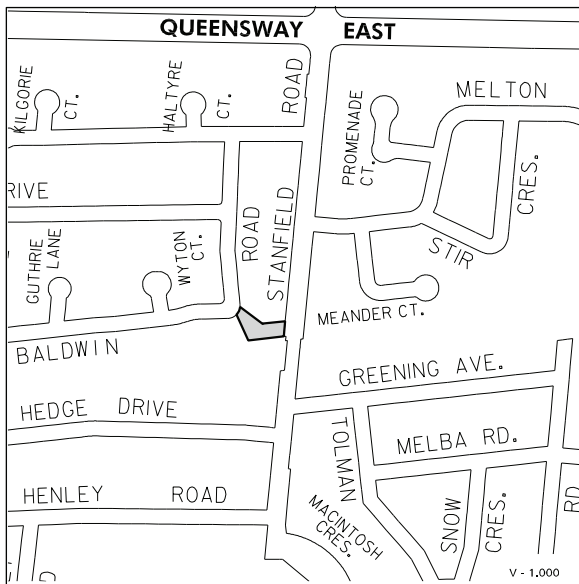 QUEENSWAY EAST
KILGORIE CT.
HALTYRE CT.
ROAD
PROMENADE CT.
MELTON
CRES.
RIVE
ROAD
STANFIELD
STIR
GUTHRIE LANE
WYTON CT.
MEANDER CT.
BALDWIN
GREENING AVE.
HEDGE DRIVE
TOLMAN
MELBA RD.
HENLEY ROAD
MACINTOSH CRES.
SNOW
CRES.
RD
D
V - 1.000